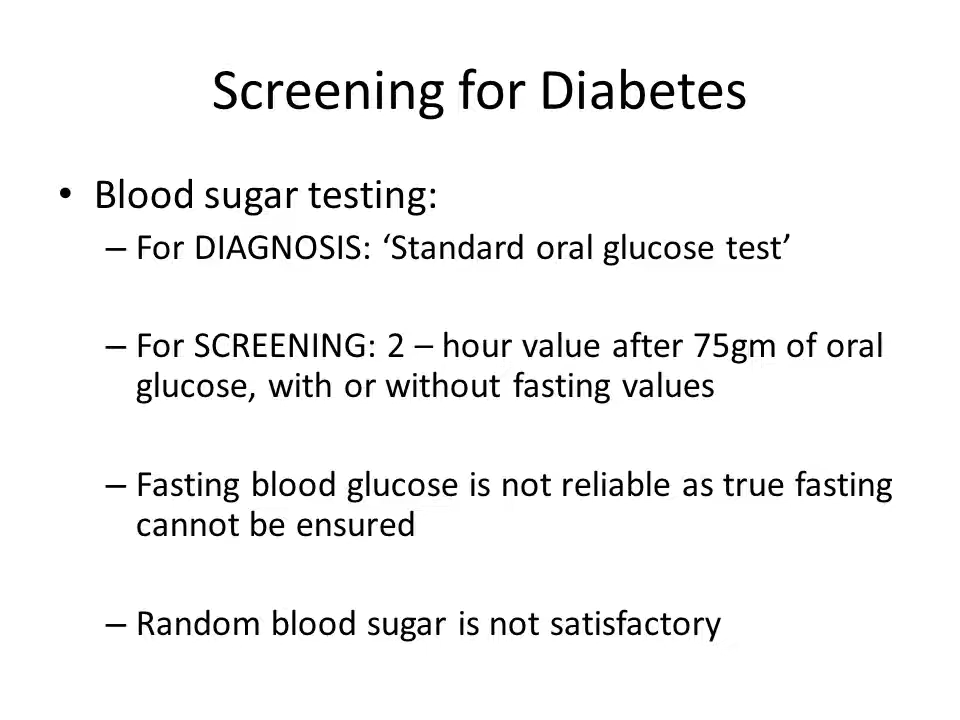 Screening for Diabetes
• Blood sugar testing:
– For DIAGNOSIS: ‘Standard oral glucose test’
– For SCREENING: 2 – hour value after 75gm of oral
glucose, with or without fasting values
– Fasting blood glucose is not reliable as true fasting
cannot be ensured
– Random blood sugar is not satisfactory